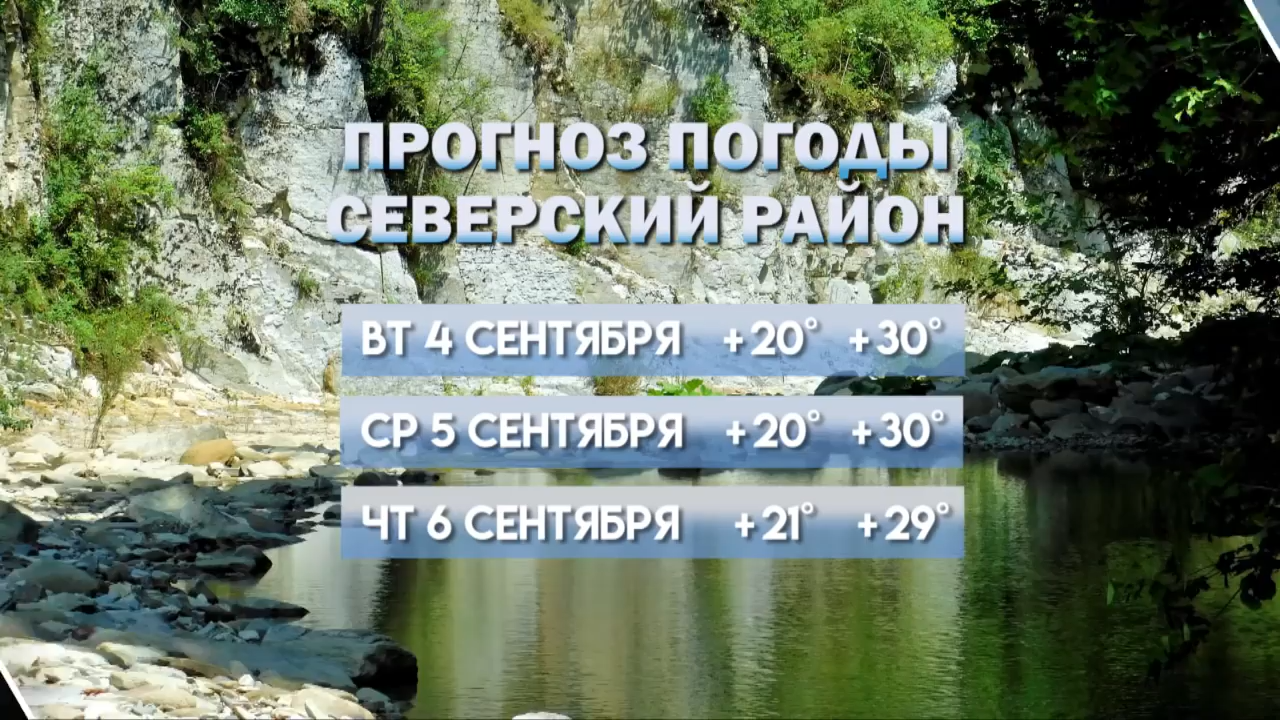 ПРОГНОЗ ПОГОДЫ
СЕВЕРСКИЙ РАЙОН
ВТ 4 СЕНТЯБРЯ +20° +30°
СР 5 СЕНТЯБРЯ +20° +30°
ЧТ 6 СЕНТЯБРЯ +21° +29°